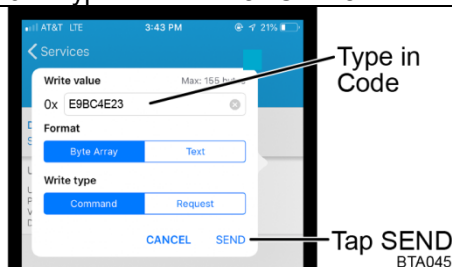 AT&T LTE 3:43 PM 21%
Services
Write value Max: 155 bytes
0x E9BC4E23
Format
Byte Array Text
Write type
Command Request
CANCEL SEND
Type in
Code
Tap SEND
BTA045